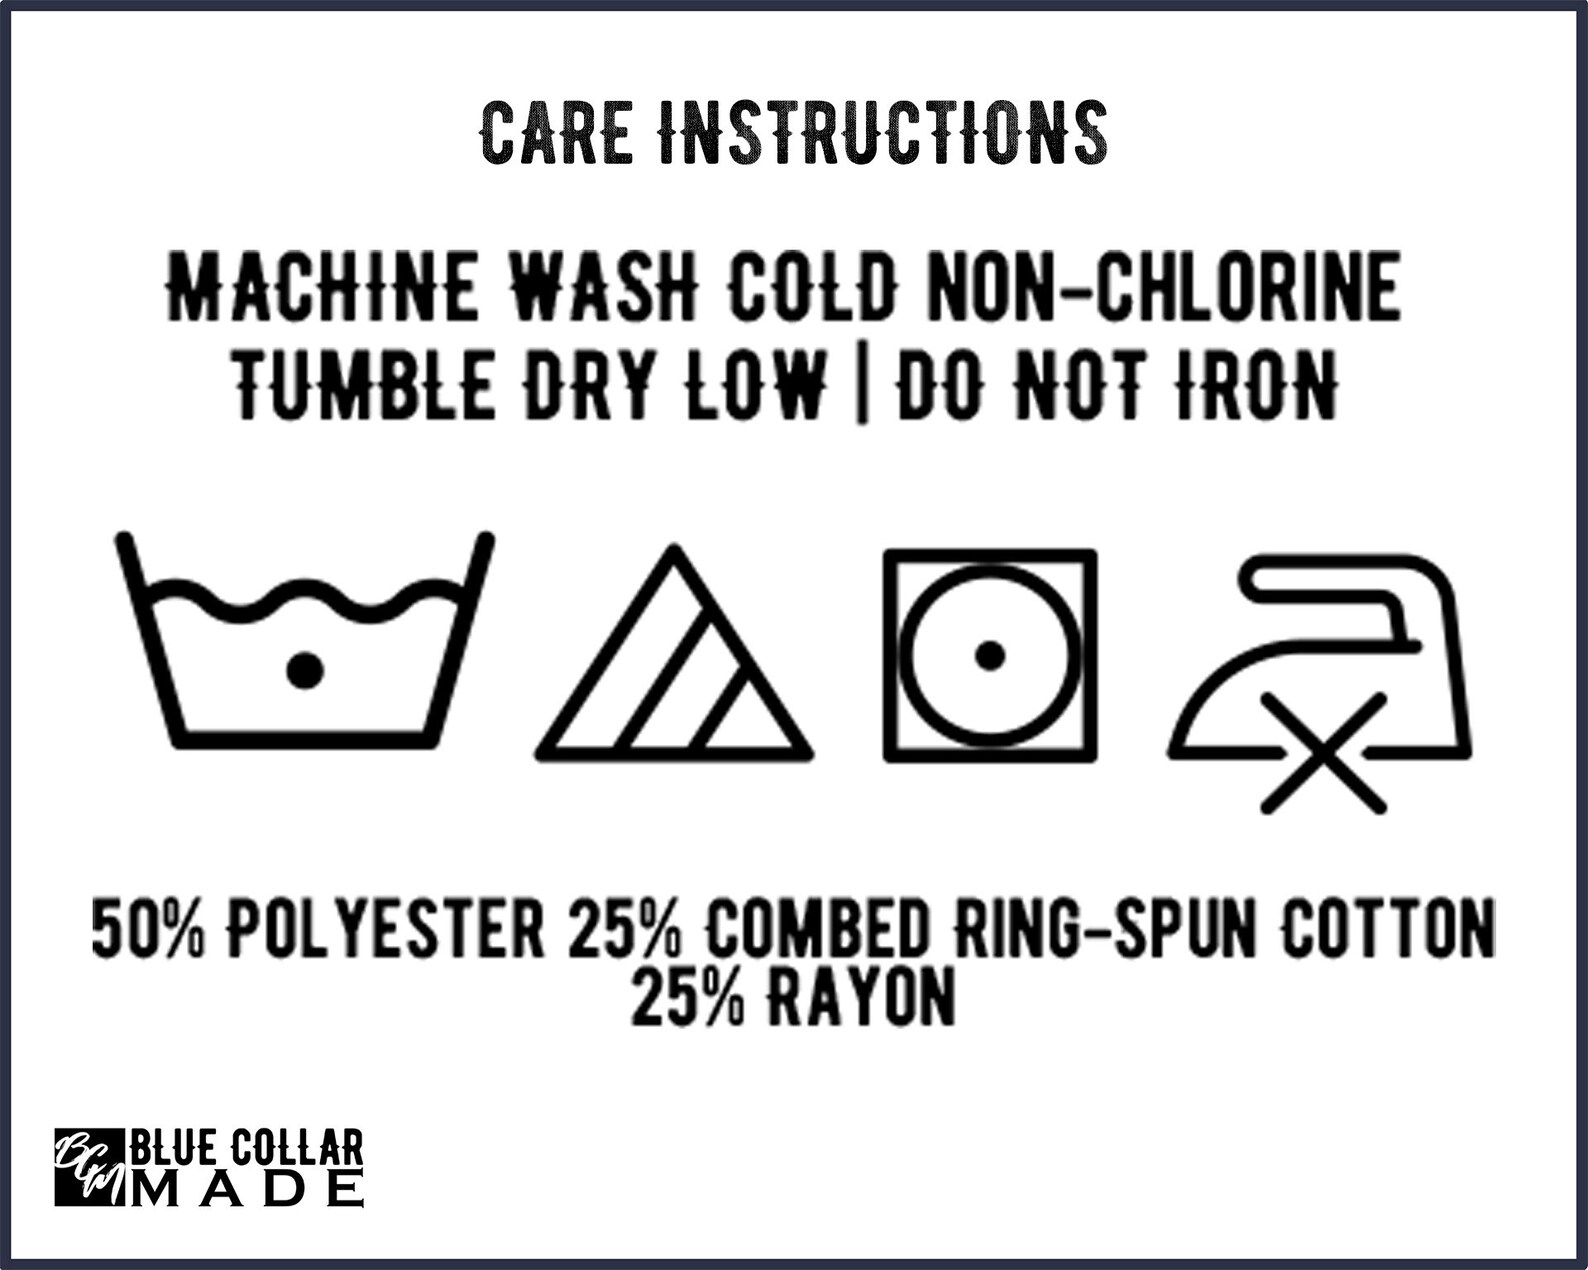 CARE INSTRUCTIONS
MACHINE WASH COLD NON-CHLORINE
TUMBLE DRY LOW | DO NOT IRON
50% POLYESTER 25% COMBED RING-SPUN COTTON
25% RAYON
BCM BLUE COLLAR
MADE